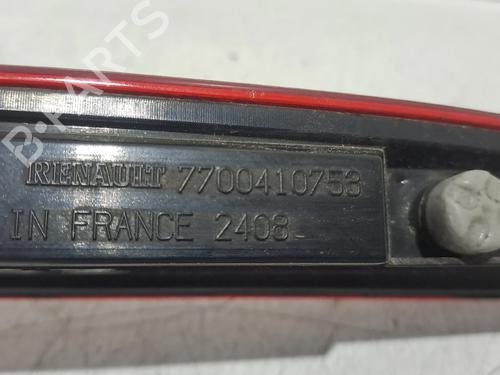 B-PARTS
RENAULT 7700410753
IN FRANCE 2408